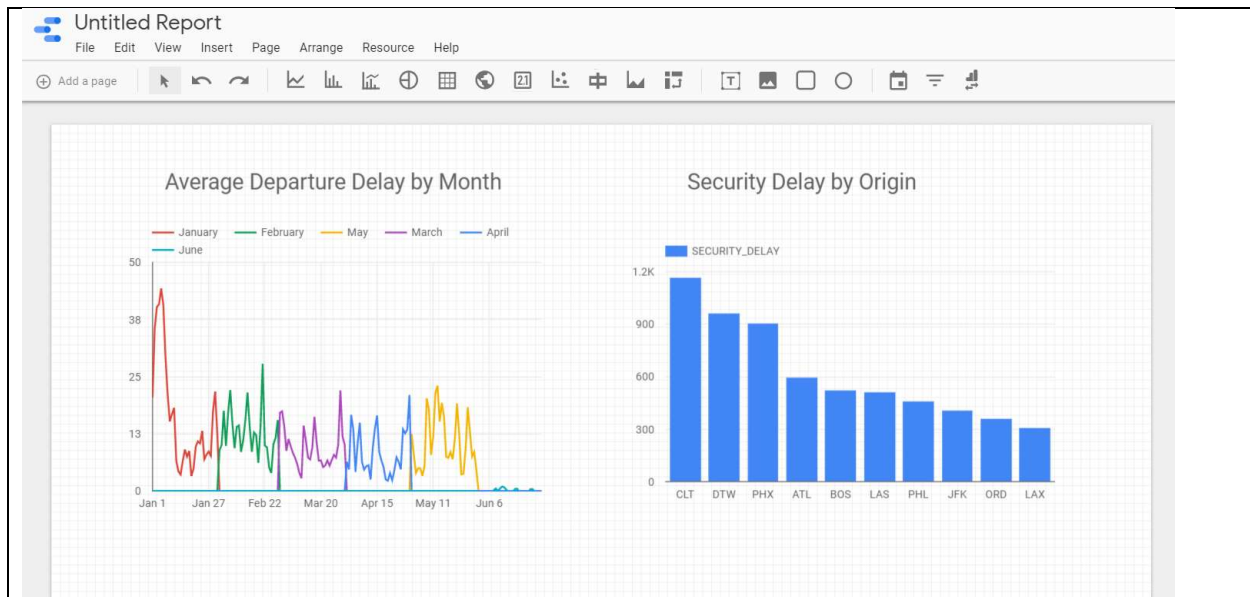 Untitled Report
File Edit View Insert Page Arrange Resource Help
Add a page
21
T
Average Departure Delay by Month
January February May March April
June
50
38
25
13
0
Jan 1 Jan 27 Feb 22 Mar 20 Apr 15 May 11 Jun 6
Security Delay by Origin
SECURITY_DELAY
1.2K
900
600
300
0
CLT DTW PHX ATL BOS LAS PHL JFK ORD LAX